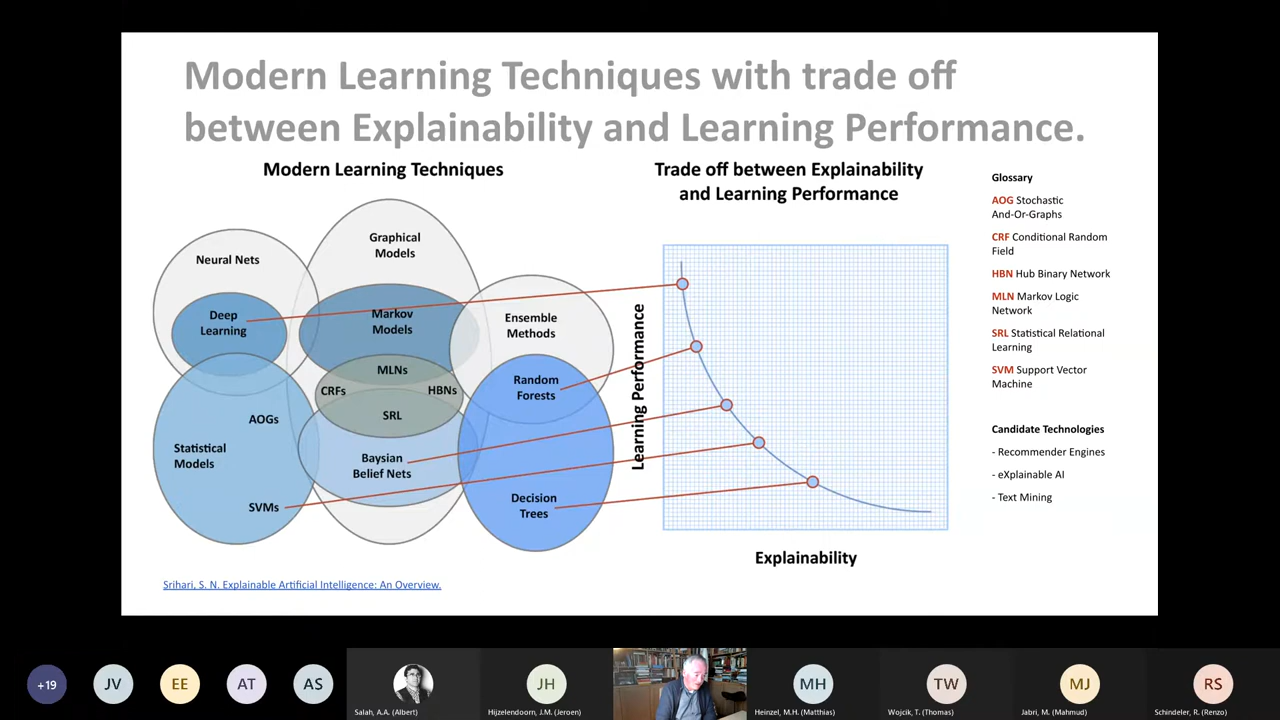 Modern Learning Techniques with trade off
between Explainability and Learning Performance.
Modern Learning Techniques
Neural Nets
Graphical
Models
Deep
Learning
Markov
Models
Ensemble
Methods
MLNs
CRFs
HBNs
SRL
Random
Forests
AOGs
Statistical
Models
Baysian
Belief Nets
SVMs
Decision
Trees
Trade off between Explainability
and Learning Performance
Learning Performance
Explainability
Glossary
AOG Stochastic
And-Or-Graphs
CRF Conditional Random
Field
HBN Hub Binary Network
MLN Markov Logic
Network
SRL Statistical Relational
Learning
SVM Support Vector
Machine
Candidate Technologies
- Recommender Engines
- eXplainable AI
- Text Mining
Srihari, S. N. Explainable Artificial Intelligence: An Overview.
+19
JV
EE
AT
AS
Salah, A.A. (Albert)
JH
Hijzelendoorn, J.M. (Jeroen)
MH
Heinzel, M.H. (Matthias)
TW
Wojcik, T. (Thomas)
MJ
Jabri, M. (Mahmud)
RS
Schindeler, R. (Renzo)